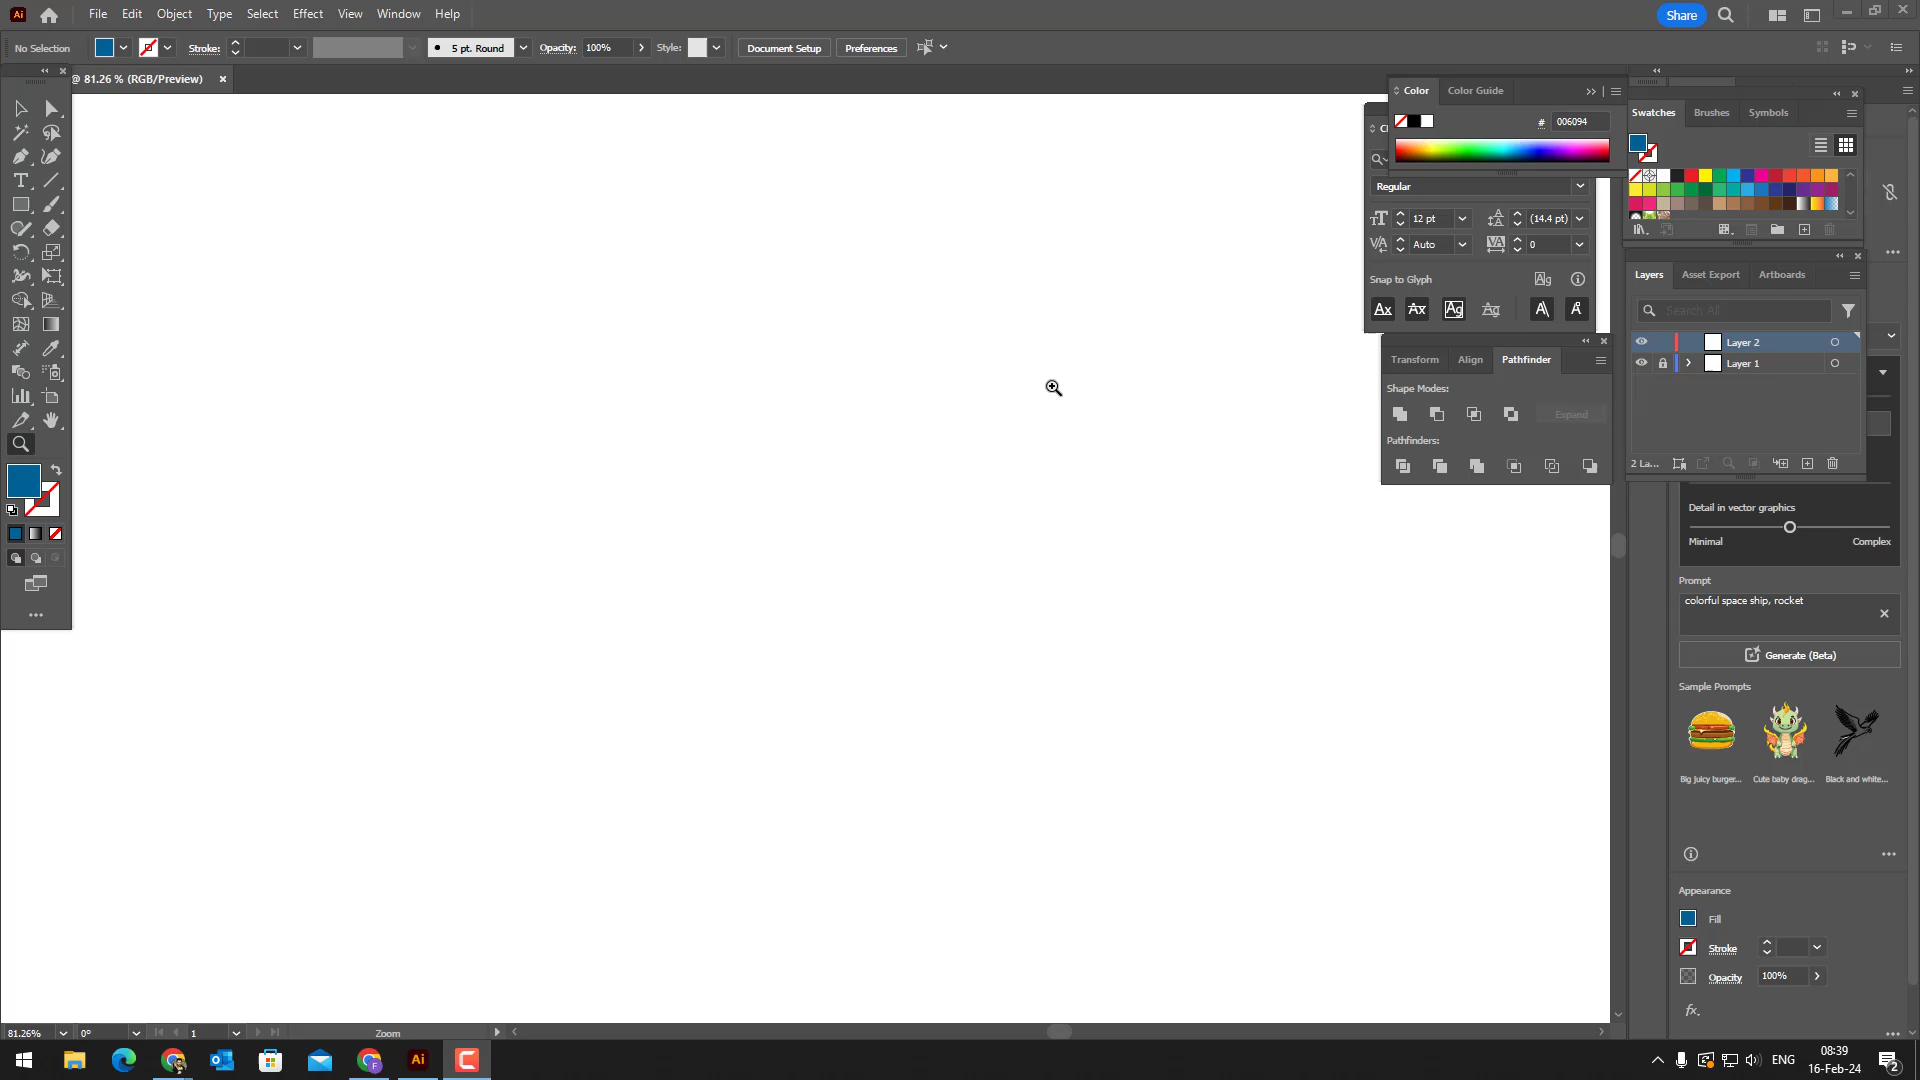 Ai
File
Edit
Object
Type
Select
Effect
View
Window
Help
Share
No Selection
Stroke:
5 pt. Round
Opacity:
100%
Style:
Document Setup
Preferences
@ 81.26 % (RGB/Preview)
Color
Color Guide
#
006094
Regular
12 pt
(14.4 pt)
Auto
0
Snap to Glyph
Transform
Align
Pathfinder
Shape Modes:
Expand
Pathfinders:
Swatches
Brushes
Symbols
Layers
Asset Export
Artboards
Search All
Layer 2
Layer 1
2 La...
Detail in vector graphics
Minimal
Complex
Prompt
colorful space ship, rocket
Generate (Beta)
Sample Prompts
Big juicy burger...
Cute baby drag...
Black and white...
Appearance
Fill
Stroke
Opacity
100%
fx.
81.26%
0°
1
Zoom
Ai
ENG
08:39
16-Feb-24
2